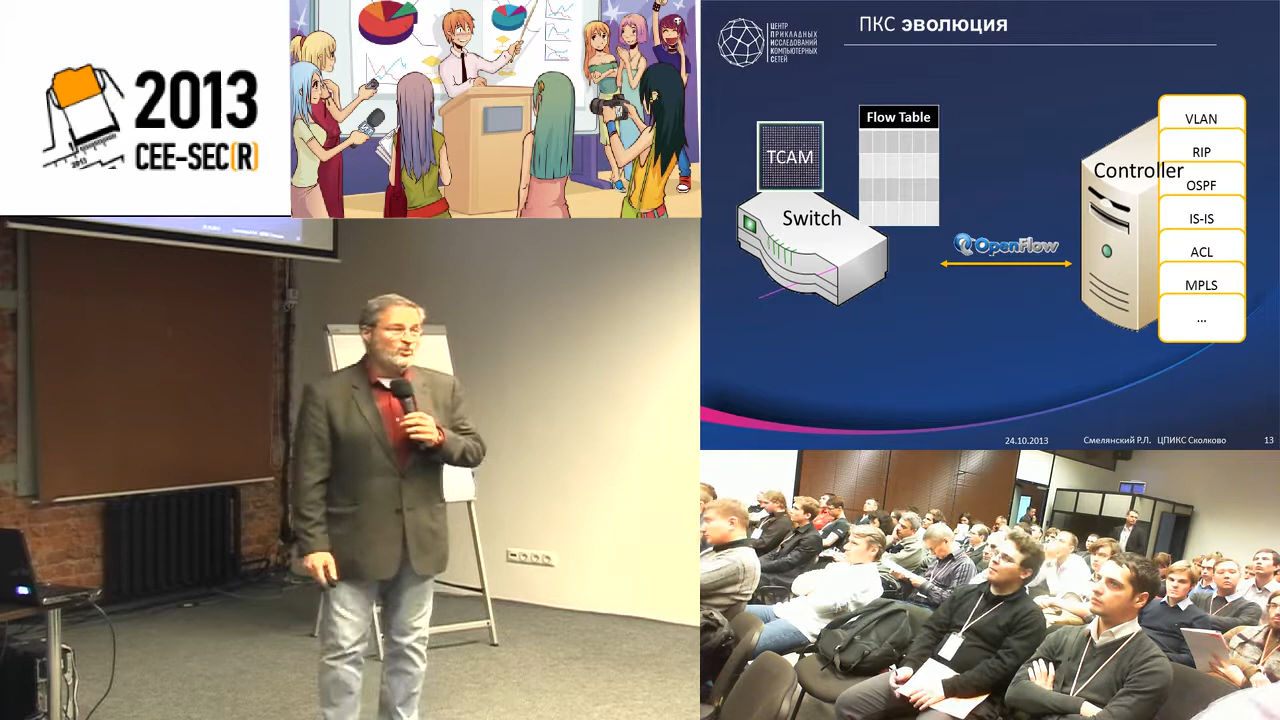 2013
CEE-SEC(R)
ЦЕНТР
ПРИКЛАДНЫХ
ИССЛЕДОВАНИЙ
КОМПЬЮТЕРНЫХ
СЕТЕЙ
ПКС эволюция
TCAM
Switch
Flow Table
OpenFlow
Controller
VLAN
RIP
OSPF
IS-IS
ACL
MPLS
...
24.10.2013
Смелянский Р.Л. ЦПИКС Сколково
13